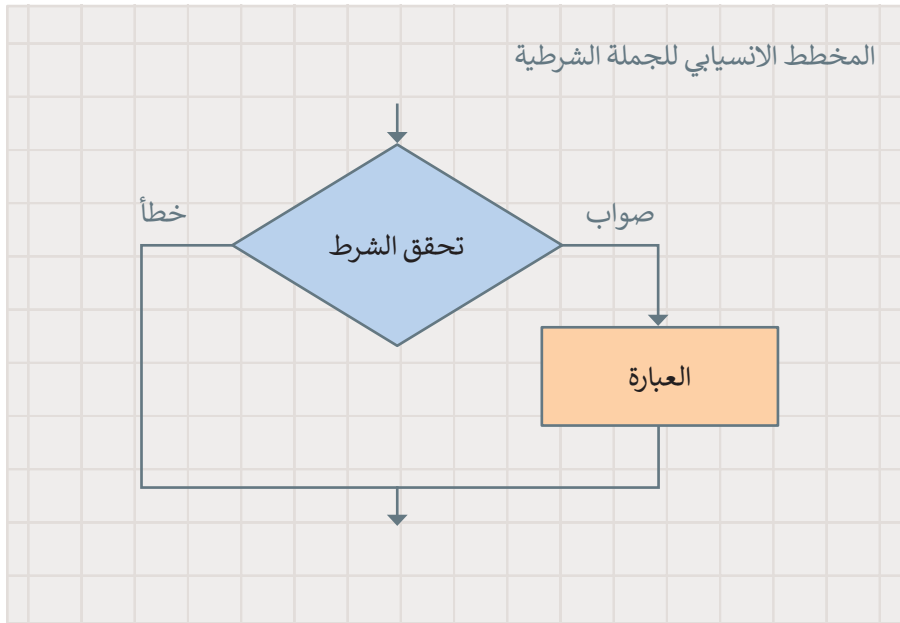 المخطط الانسيابي للجملة الشرطية
صواب
خطأ
تحقق الشرط
العبارة